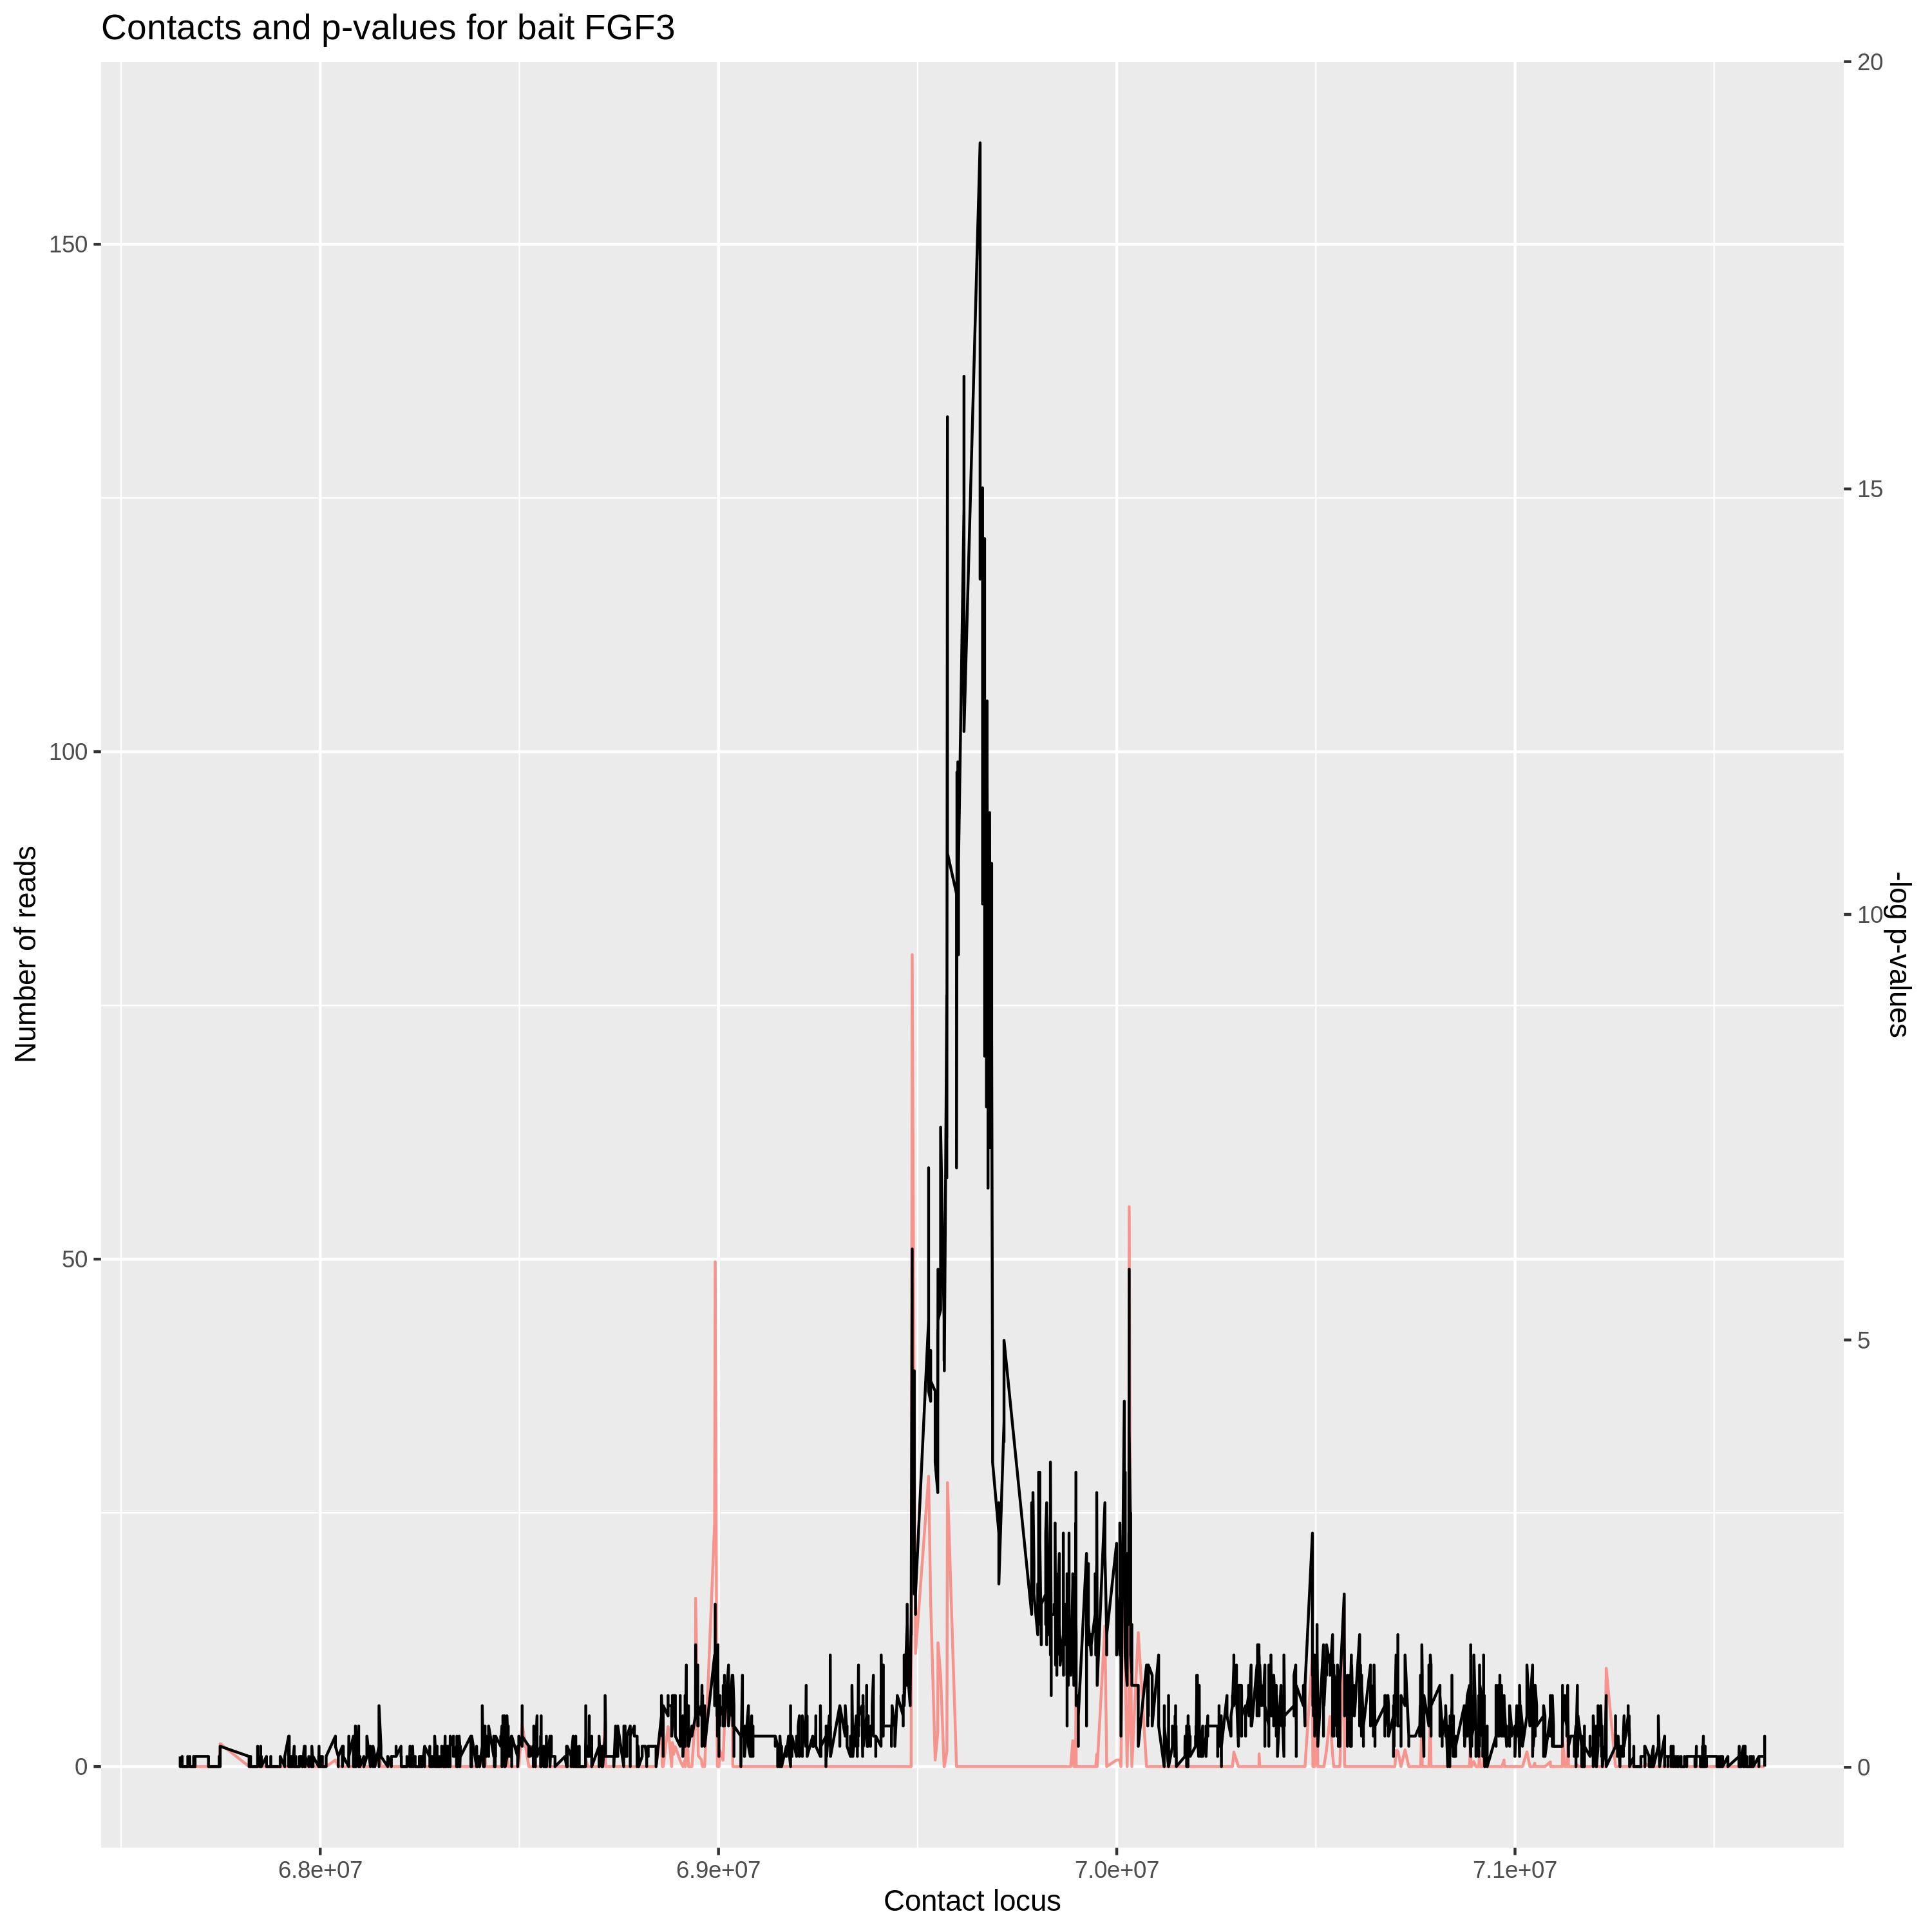 Contacts and p-values for bait FGF3
20
150
15
100
10
50
5
0
0
Number of reads
-log p-values
6.8e+07
6.9e+07
7.0e+07
7.1e+07
Contact locus